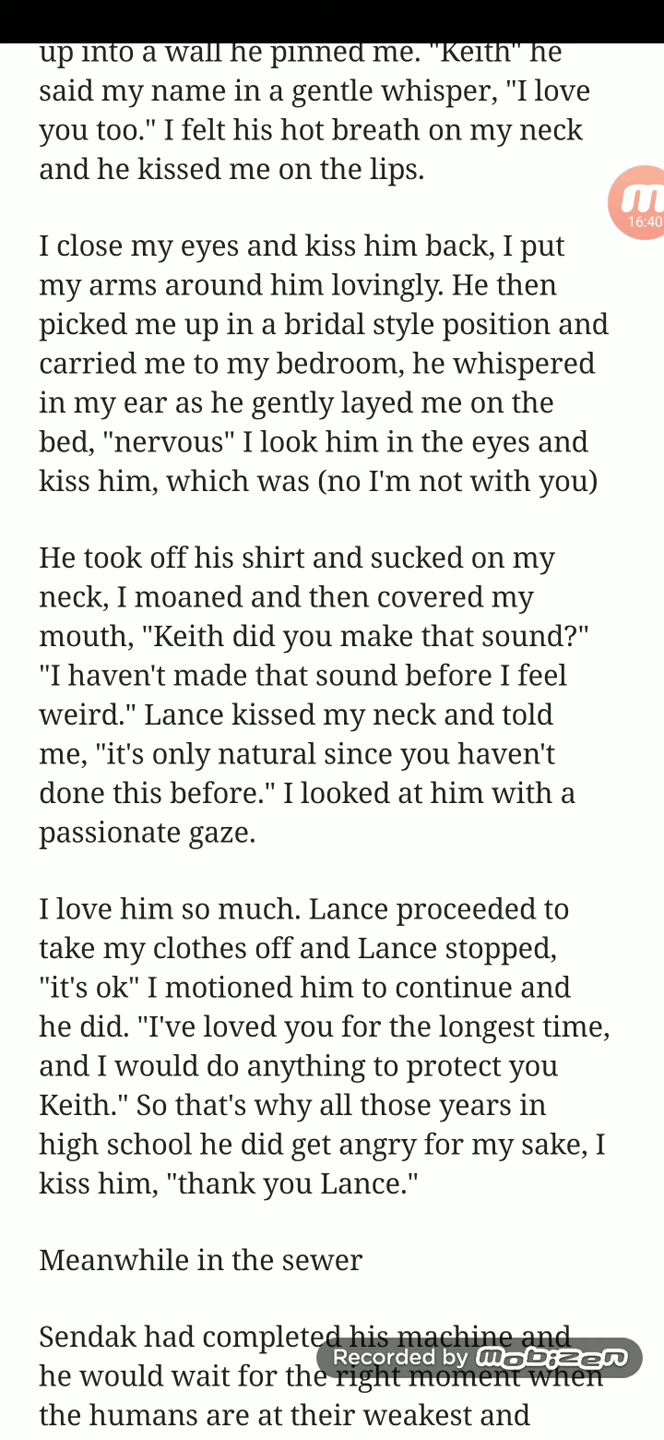 up into a wall he pinned me. "Keith" he
said my name in a gentle whisper, "I love
you too." I felt his hot breath on my neck
and he kissed me on the lips.
16:40
I close my eyes and kiss him back, I put
my arms around him lovingly. He then
picked me up in a bridal style position and
carried me to my bedroom, he whispered
in my ear as he gently layed me on the
bed, "nervous" I look him in the eyes and
kiss him, which was (no I'm not with you)
He took off his shirt and sucked on my
neck, I moaned and then covered my
mouth, "Keith did you make that sound?"
"I haven't made that sound before I feel
weird." Lance kissed my neck and told
me, "it's only natural since you haven't
done this before." I looked at him with a
passionate gaze.
I love him so much. Lance proceeded to
take my clothes off and Lance stopped,
"it's ok" I motioned him to continue and
he did. "I've loved you for the longest time,
and I would do anything to protect you
Keith." So that's why all those years in
high school he did get angry for my sake, I
kiss him, "thank you Lance."
Meanwhile in the sewer
Sendak had completed his machine and
Recorded by mobizen
he would wait for the right moment when
the humans are at their weakest and